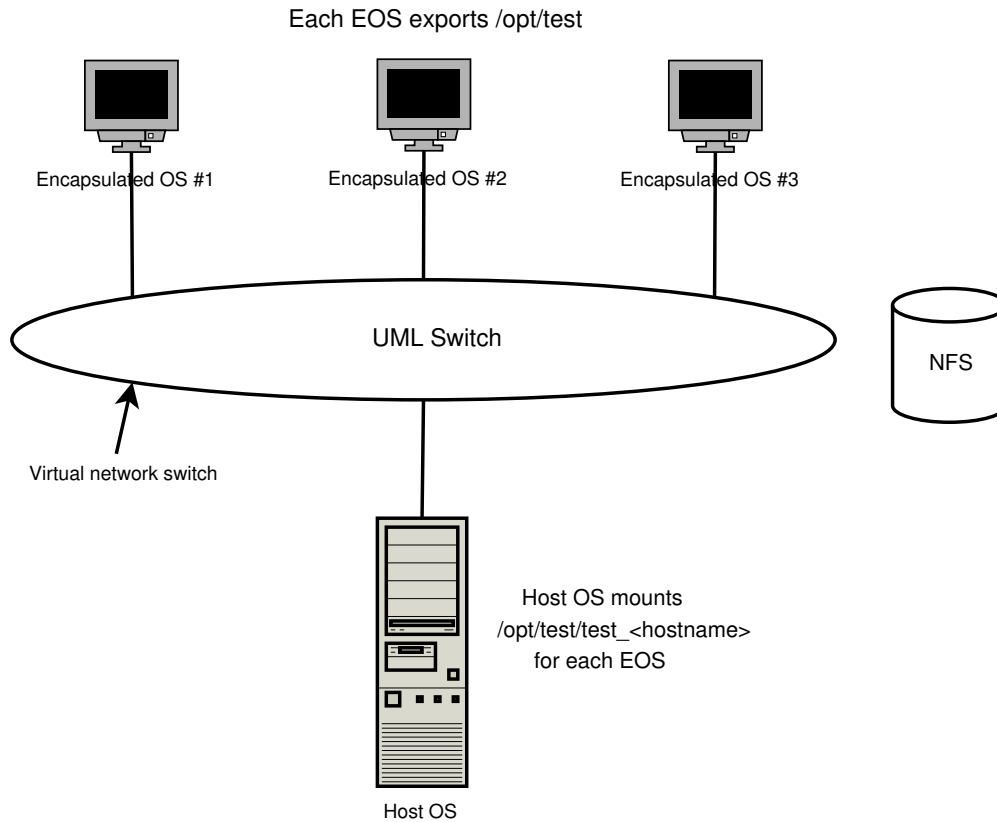 Each EOS exports /opt/test
Encapsulated OS #1
Encapsulated OS #2
Encapsulated OS #3
UML Switch
NFS
Virtual network switch
Host OS mounts
/opt/test/test_<hostname>
for each EOS
Host OS